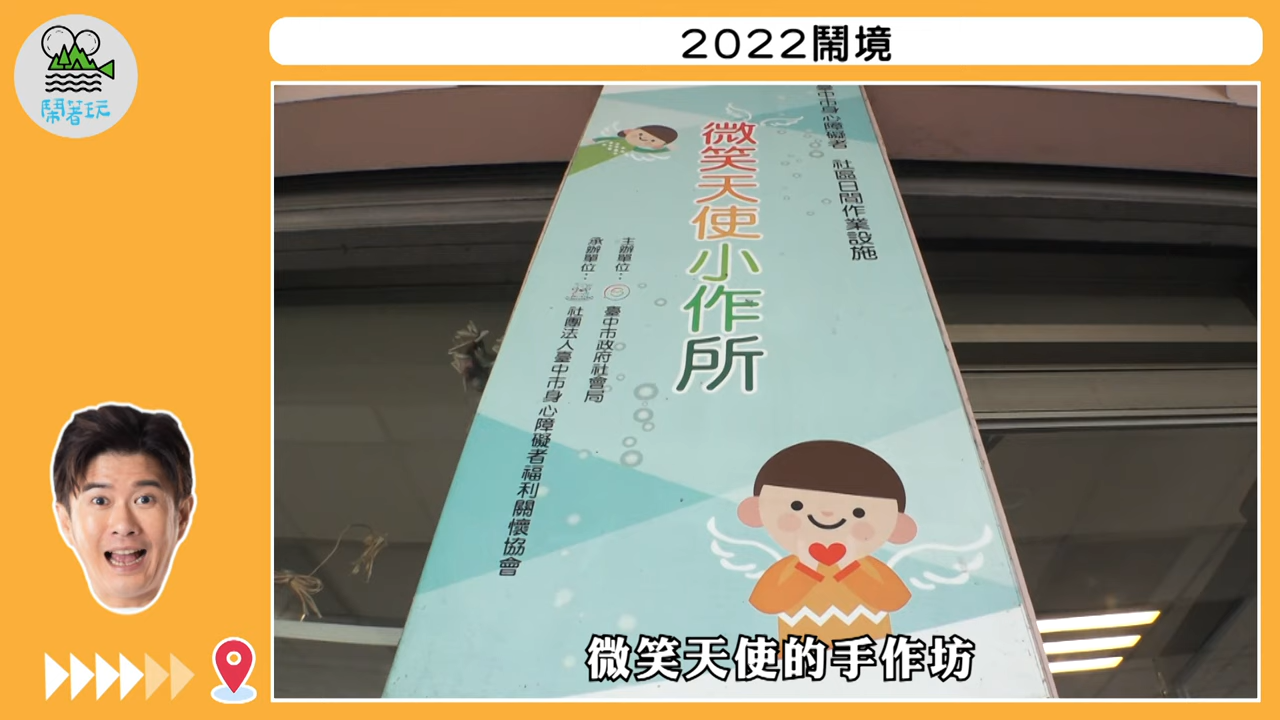 2022鬧境
鬧著玩
臺中市身心障礙者 社區日間作業設施
微笑天使小作所
主辦單位: 臺中市政府社會局
承辦單位: 社團法人臺中市身心障礙者福利關懷協會
微笑天使的手作坊